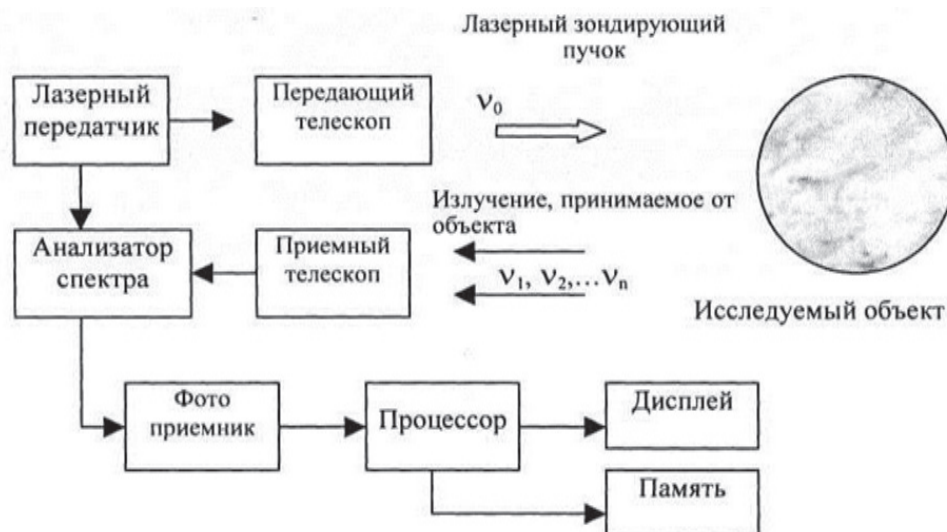 Лазерный зондирующий
пучок
Лазерный
передатчик
Передающий
телескоп
ν₀
Излучение, принимаемое от
объекта
Анализатор
спектра
Приемный
телескоп
ν₁, ν₂,...νₙ
Исследуемый объект
Фото
приемник
Процессор
Дисплей
Память